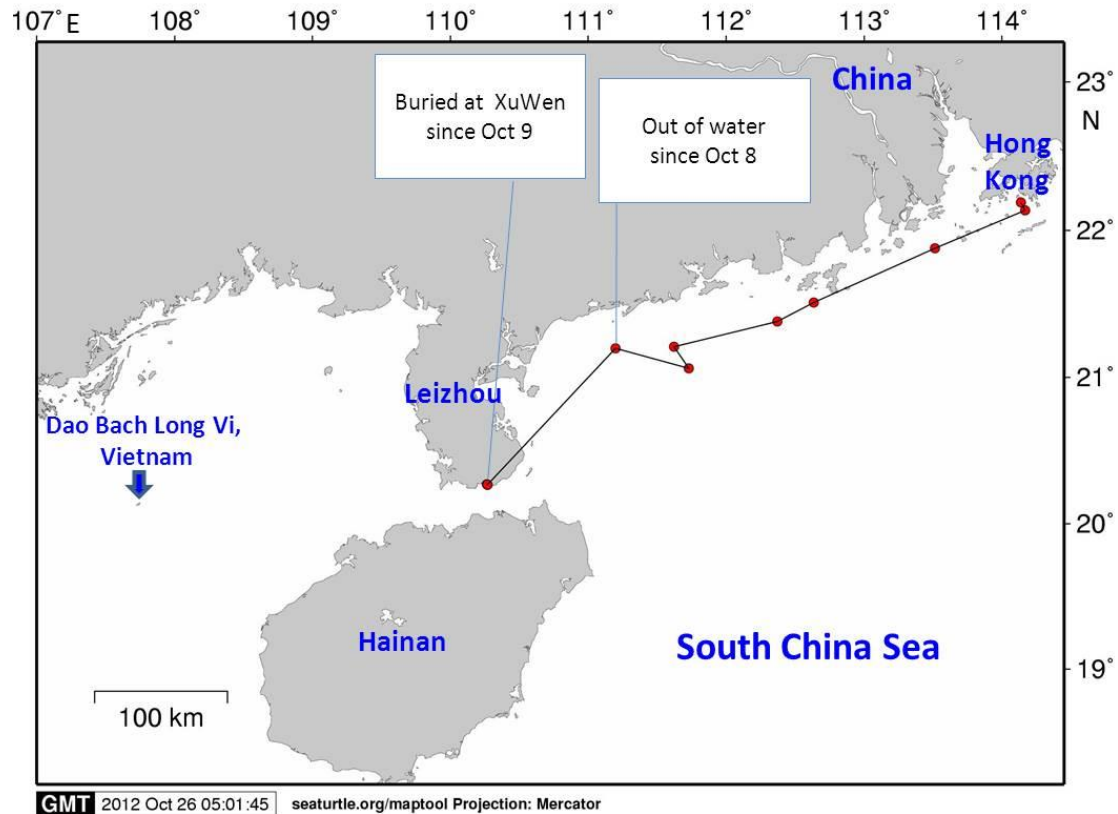 107° E 108° 109° 110° 111° 112° 113° 114°
23°
N
22°
21°
20°
19°
Buried at XuWen
since Oct 9
Out of water
since Oct 8
China
Hong
Kong
Leizhou
Dao Bach Long Vi,
Vietnam
Hainan
South China Sea
100 km
GMT 2012 Oct 26 05:01:45 seaturtle.org/maptool Projection: Mercator